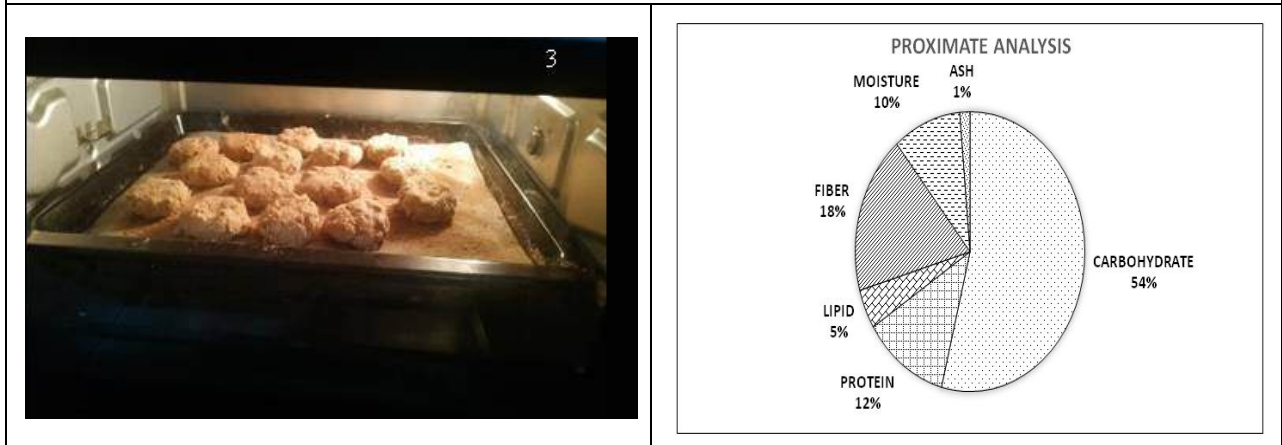 3
PROXIMATE ANALYSIS
ASH
1%
MOISTURE
10%
FIBER
18%
CARBOHYDRATE
54%
LIPID
5%
PROTEIN
12%